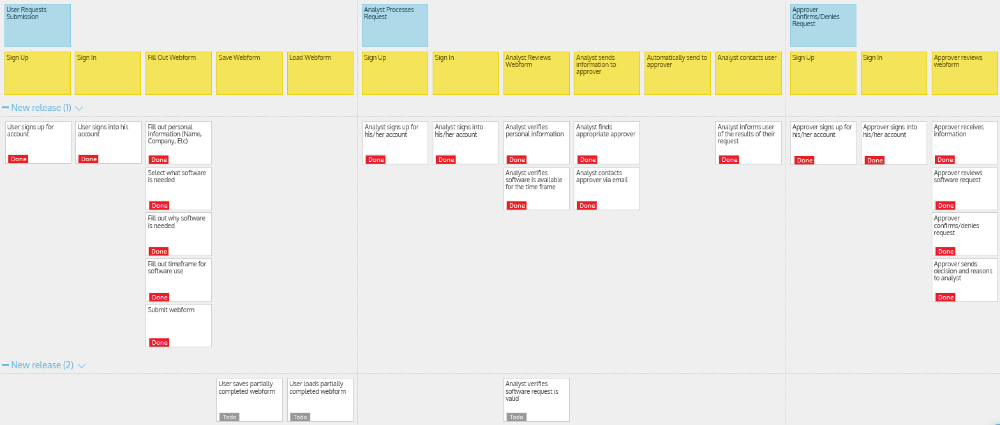 User Requests
Submission
Analyst Processes
Request
Approver
Confirms/Denies
Request
Sign Up
Sign In
Fill Out Webform
Save Webform
Load Webform
Sign Up
Sign In
Analyst Reviews
Webform
Analyst sends
information to
approver
Automatically send to
approver
Analyst contacts user
Sign Up
Sign In
Approver reviews
webform
New release (1)
User signs up for
account
Done
User signs into his
account
Done
Fill out personal
information (Name,
Company, Etc)
Done
Analyst signs up for
his/her account
Done
Analyst signs into
his/her account
Done
Analyst verifies
personal information
Done
Analyst finds
appropriate approver
Done
Analyst informs user
of the results of their
request
Done
Approver signs up for
his/her account
Done
Approver signs into
his/her account
Done
Approver receives
information
Done
Select what software
is needed
Done
Analyst verifies
software is available
for the time frame
Done
Analyst contacts
approver via email
Done
Approver reviews
software request
Done
Fill out why software
is needed
Done
Approver
confirms/denies
request
Done
Fill out timeframe for
software use
Done
Approver sends
decision and reasons
to analyst
Done
Submit webform
Done
New release (2)
User saves partially
completed webform
Todo
User loads partially
completed webform
Todo
Analyst verifies
software request is
valid
Todo